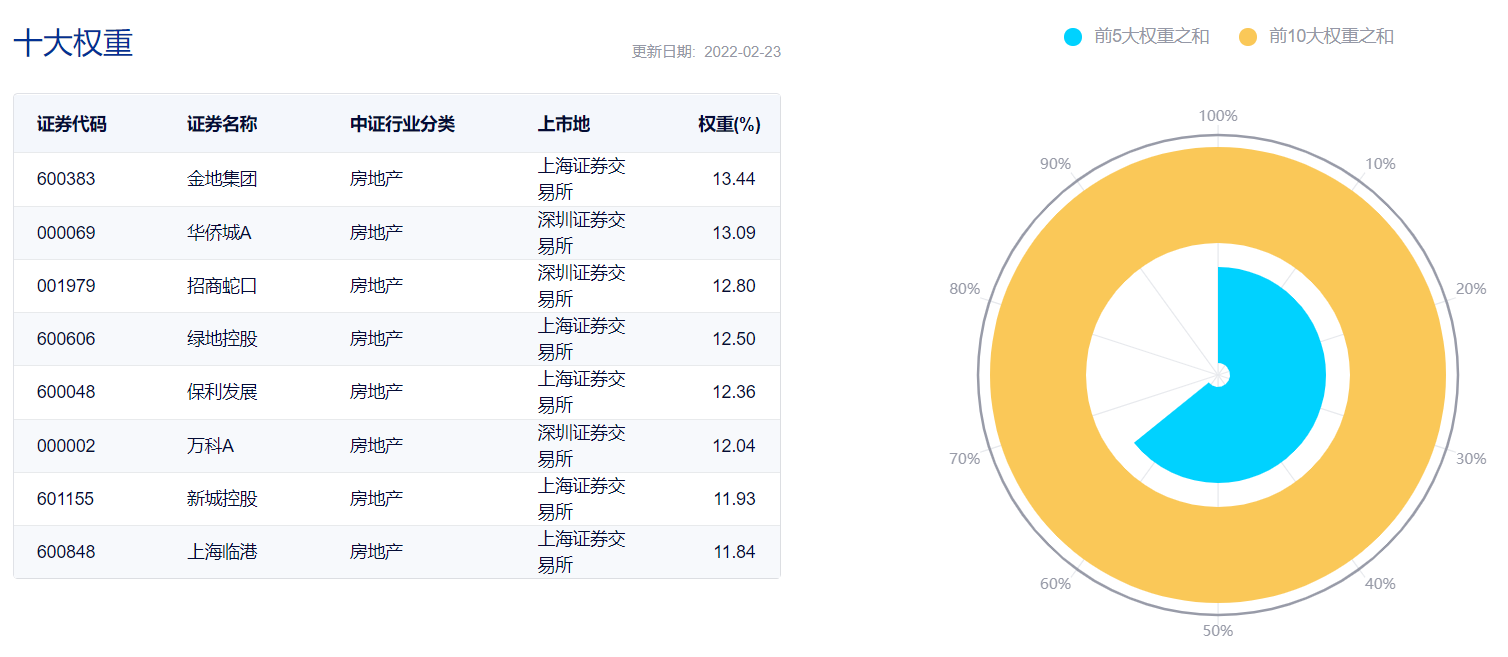 十大权重
更新日期: 2022-02-23
证券代码 证券名称 中证行业分类 上市地 权重(%)
600383 金地集团 房地产 上海证券交
易所 13.44
000069 华侨城A 房地产 深圳证券交
易所 13.09
001979 招商蛇口 房地产 深圳证券交
易所 12.80
600606 绿地控股 房地产 上海证券交
易所 12.50
600048 保利发展 房地产 上海证券交
易所 12.36
000002 万科A 房地产 深圳证券交
易所 12.04
601155 新城控股 房地产 上海证券交
易所 11.93
600848 上海临港 房地产 上海证券交
易所 11.84
前5大权重之和 前10大权重之和
100%
90% 10%
80% 20%
70% 30%
60% 40%
50%